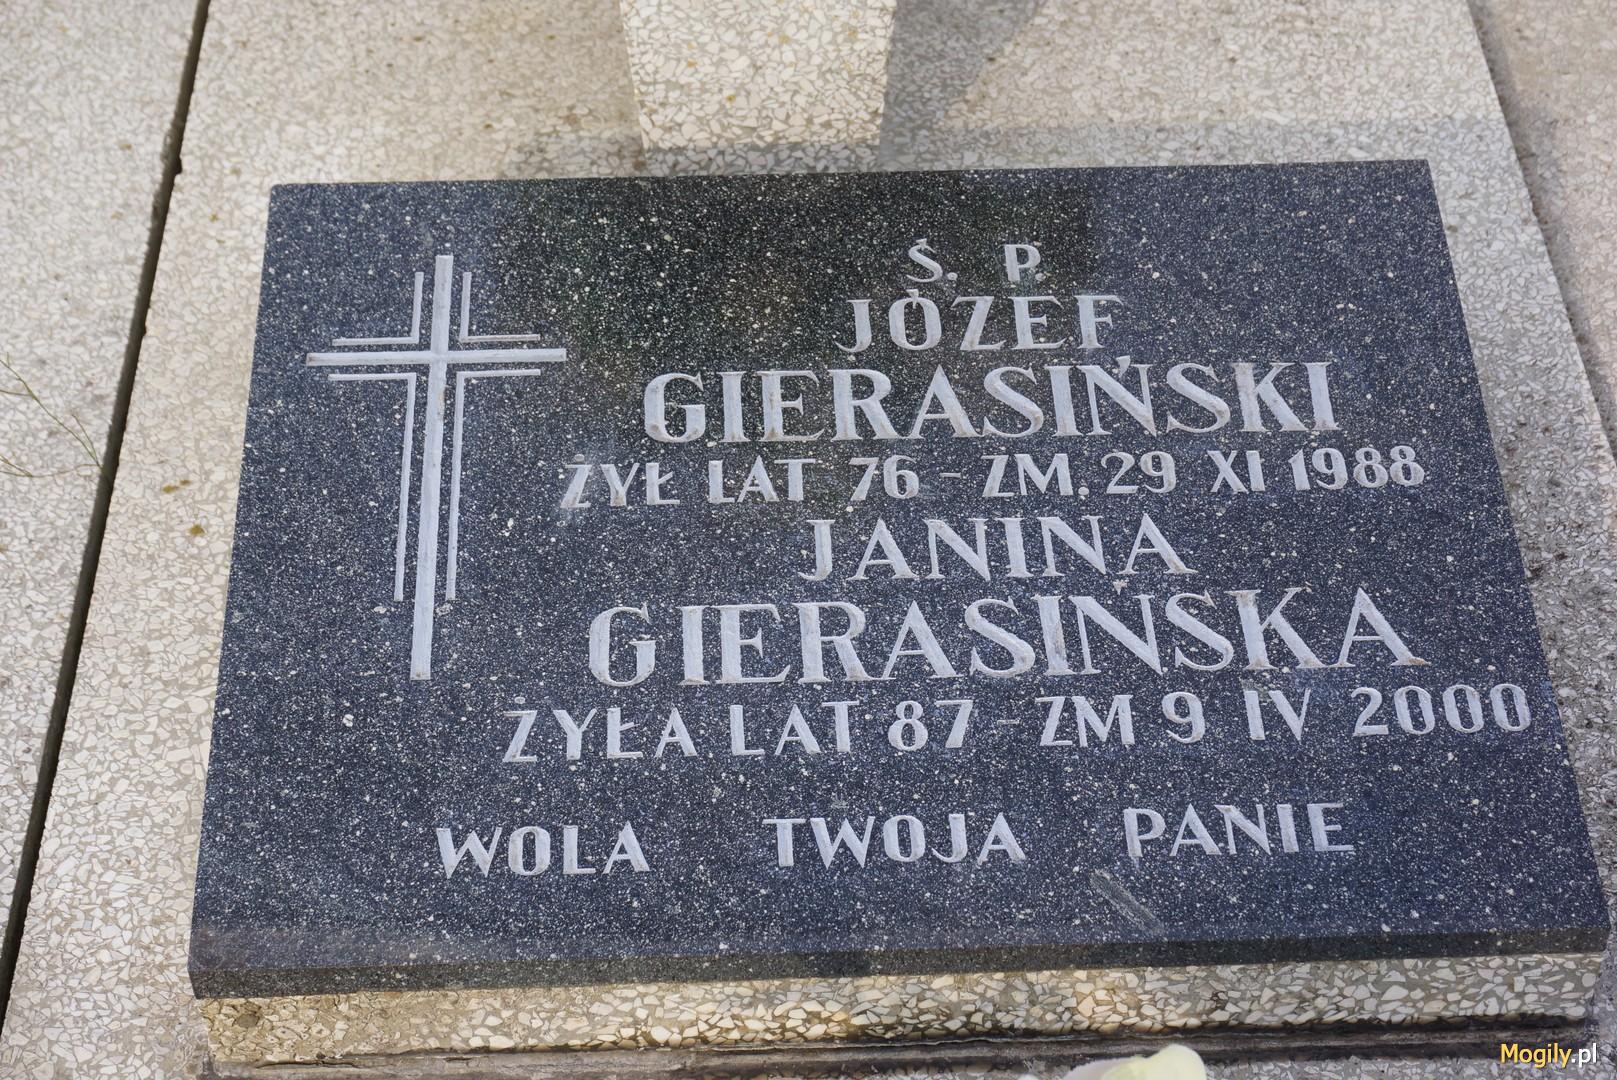 Ś. P.
JÓZEF
GIERASIŃSKI
ŻYŁ LAT 76 - ZM. 29 XI 1988
JANINA
GIERASIŃSKA
ŻYŁA LAT 87 - ZM 9 IV 2000
WOLA TWOJA PANIE
Mogily.pl